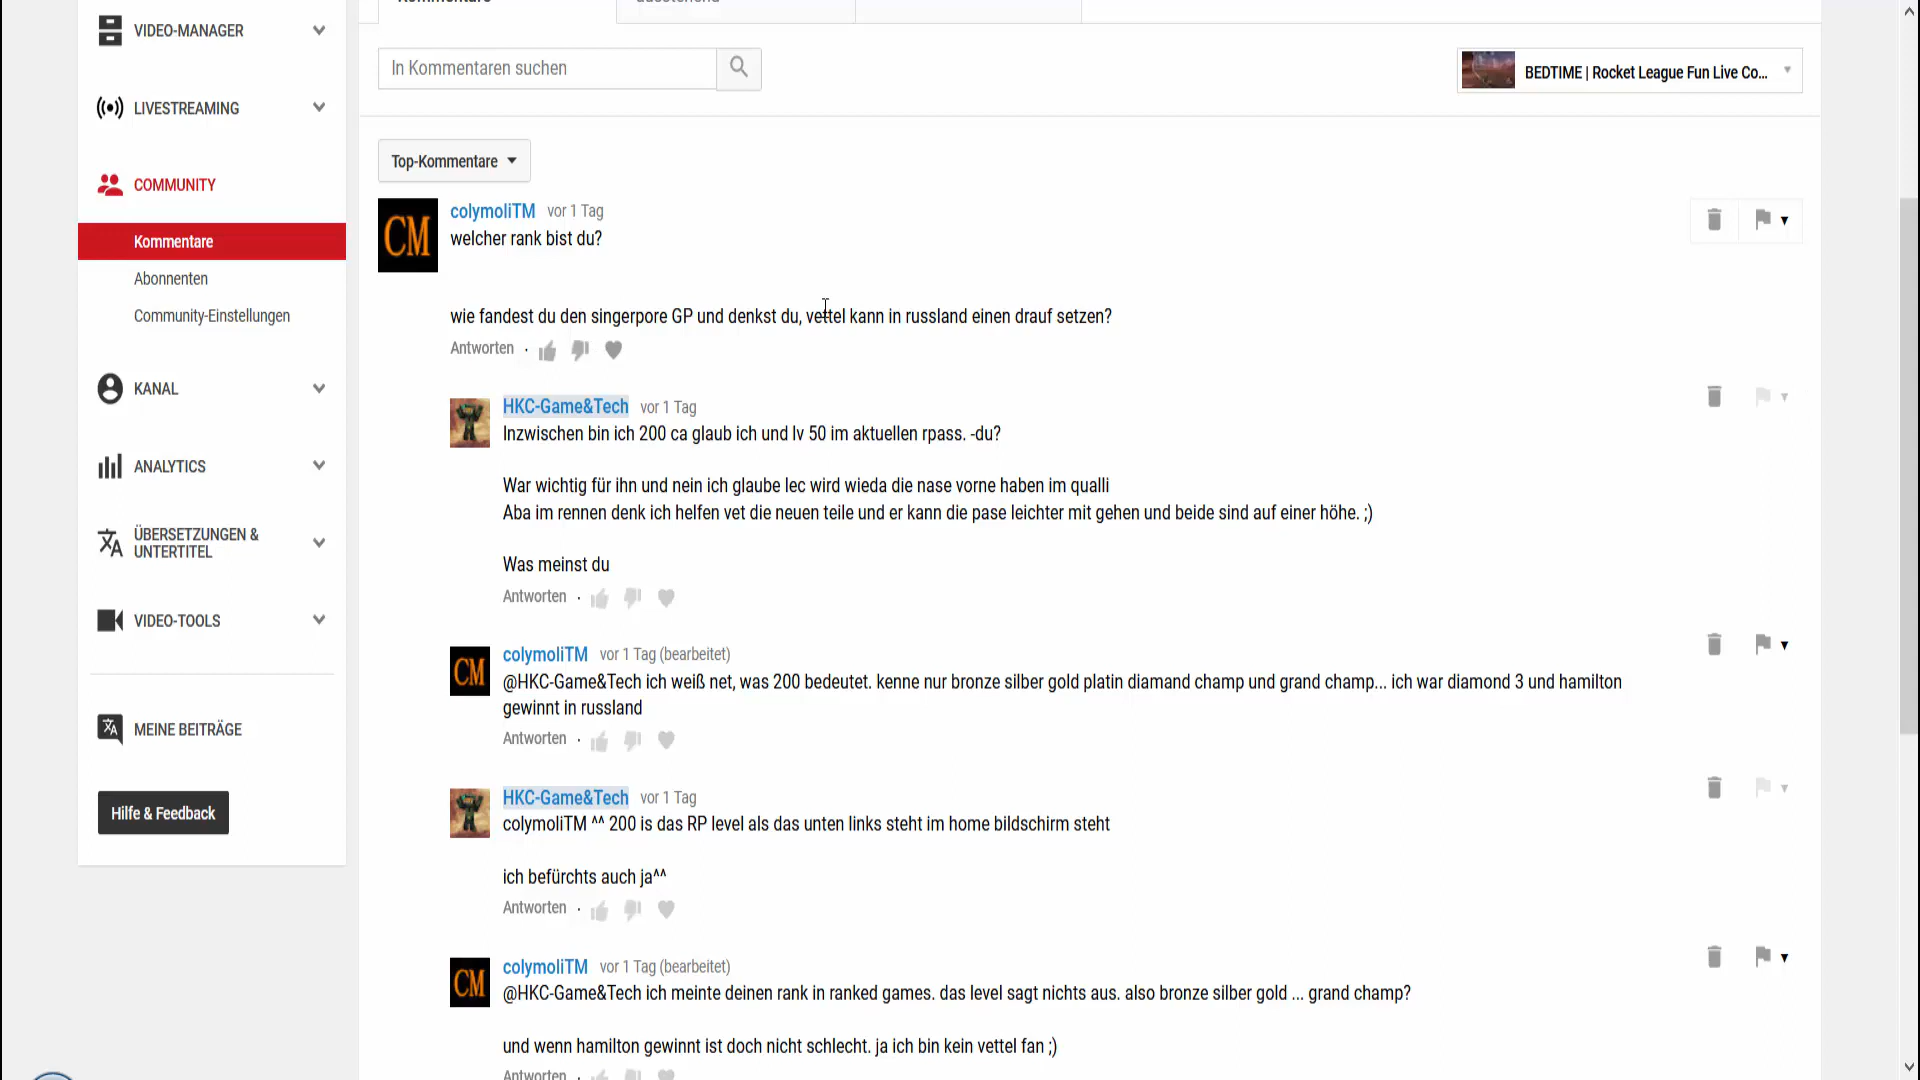 Kommentare
ausstehend
VIDEO-MANAGER
LIVESTREAMING
COMMUNITY
Kommentare
Abonnenten
Community-Einstellungen
KANAL
ANALYTICS
ÜBERSETZUNGEN &
UNTERTITEL
VIDEO-TOOLS
MEINE BEITRÄGE
Hilfe & Feedback
In Kommentaren suchen
BEDTIME | Rocket League Fun Live Co...
Top-Kommentare
CM
colymoliTM vor 1 Tag
welcher rank bist du?
wie fandest du den singerpore GP und denkst du, vettel kann in russland einen drauf setzen?
Antworten
HKC-Game&Tech vor 1 Tag
Inzwischen bin ich 200 ca glaub ich und lv 50 im aktuellen rpass. -du?
War wichtig für ihn und nein ich glaube lec wird wieda die nase vorne haben im qualli
Aba im rennen denk ich helfen vet die neuen teile und er kann die pase leichter mit gehen und beide sind auf einer höhe. ;)
Was meinst du
Antworten
CM
colymoliTM vor 1 Tag (bearbeitet)
@HKC-Game&Tech ich weiß net, was 200 bedeutet. kenne nur bronze silber gold platin diamand champ und grand champ... ich war diamond 3 und hamilton
gewinnt in russland
Antworten
HKC-Game&Tech vor 1 Tag
colymoliTM ^^ 200 is das RP level als das unten links steht im home bildschirm steht
ich befürchts auch ja^^
Antworten
CM
colymoliTM vor 1 Tag (bearbeitet)
@HKC-Game&Tech ich meinte deinen rank in ranked games. das level sagt nichts aus. also bronze silber gold ... grand champ?
und wenn hamilton gewinnt ist doch nicht schlecht. ja ich bin kein vettel fan ;)
Antworten